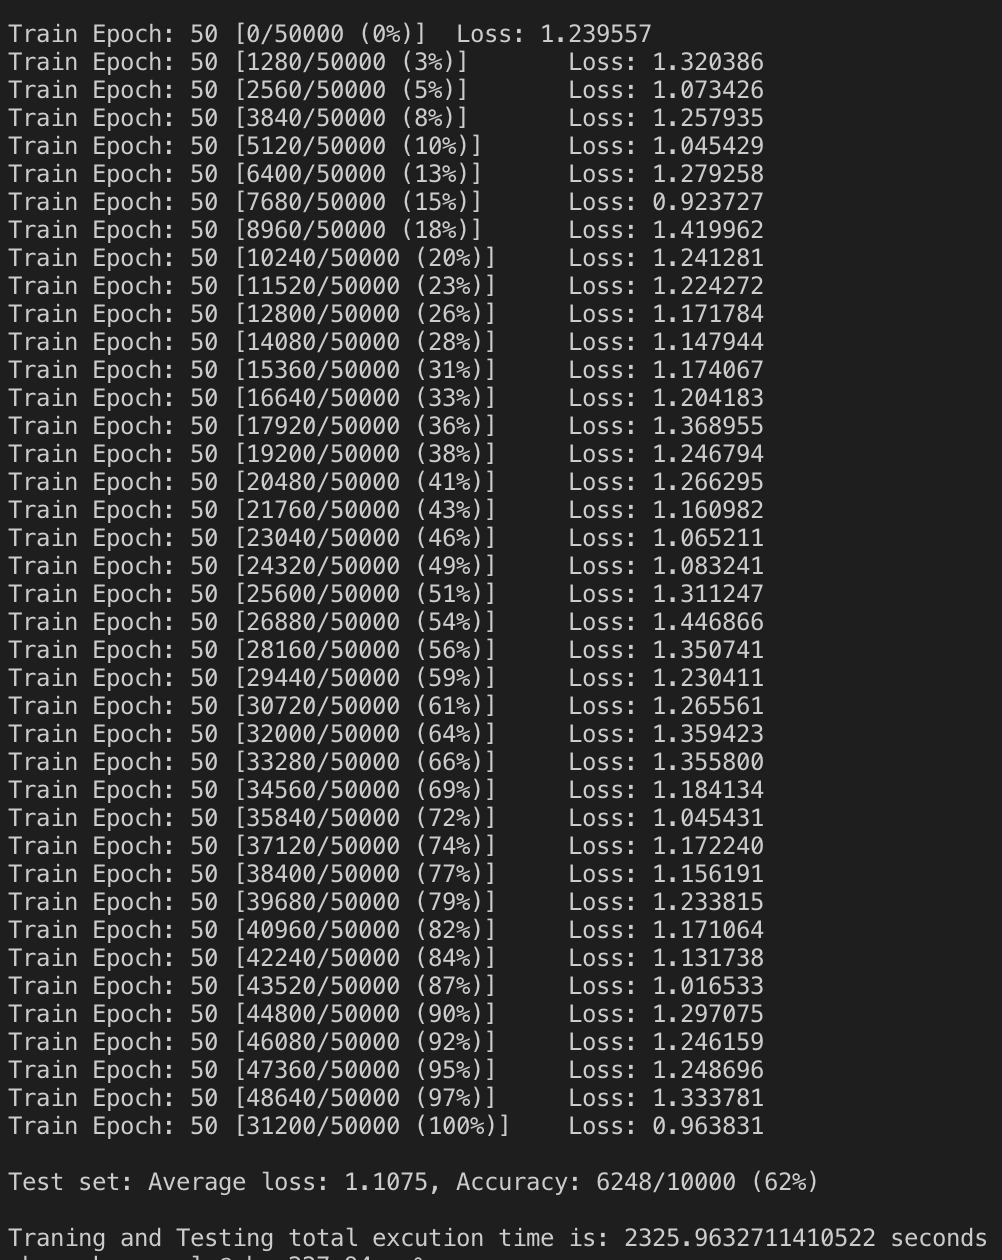 Train Epoch: 50 [0/50000 (0%)] Loss: 1.239557
Train Epoch: 50 [1280/50000 (3%)] Loss: 1.320386
Train Epoch: 50 [2560/50000 (5%)] Loss: 1.073426
Train Epoch: 50 [3840/50000 (8%)] Loss: 1.257935
Train Epoch: 50 [5120/50000 (10%)] Loss: 1.045429
Train Epoch: 50 [6400/50000 (13%)] Loss: 1.279258
Train Epoch: 50 [7680/50000 (15%)] Loss: 0.923727
Train Epoch: 50 [8960/50000 (18%)] Loss: 1.419962
Train Epoch: 50 [10240/50000 (20%)] Loss: 1.241281
Train Epoch: 50 [11520/50000 (23%)] Loss: 1.224272
Train Epoch: 50 [12800/50000 (26%)] Loss: 1.171784
Train Epoch: 50 [14080/50000 (28%)] Loss: 1.147944
Train Epoch: 50 [15360/50000 (31%)] Loss: 1.174067
Train Epoch: 50 [16640/50000 (33%)] Loss: 1.204183
Train Epoch: 50 [17920/50000 (36%)] Loss: 1.368955
Train Epoch: 50 [19200/50000 (38%)] Loss: 1.246794
Train Epoch: 50 [20480/50000 (41%)] Loss: 1.266295
Train Epoch: 50 [21760/50000 (43%)] Loss: 1.160982
Train Epoch: 50 [23040/50000 (46%)] Loss: 1.065211
Train Epoch: 50 [24320/50000 (49%)] Loss: 1.083241
Train Epoch: 50 [25600/50000 (51%)] Loss: 1.311247
Train Epoch: 50 [26880/50000 (54%)] Loss: 1.446866
Train Epoch: 50 [28160/50000 (56%)] Loss: 1.350741
Train Epoch: 50 [29440/50000 (59%)] Loss: 1.230411
Train Epoch: 50 [30720/50000 (61%)] Loss: 1.265561
Train Epoch: 50 [32000/50000 (64%)] Loss: 1.359423
Train Epoch: 50 [33280/50000 (66%)] Loss: 1.355800
Train Epoch: 50 [34560/50000 (69%)] Loss: 1.184134
Train Epoch: 50 [35840/50000 (72%)] Loss: 1.045431
Train Epoch: 50 [37120/50000 (74%)] Loss: 1.172240
Train Epoch: 50 [38400/50000 (77%)] Loss: 1.156191
Train Epoch: 50 [39680/50000 (79%)] Loss: 1.233815
Train Epoch: 50 [40960/50000 (82%)] Loss: 1.171064
Train Epoch: 50 [42240/50000 (84%)] Loss: 1.131738
Train Epoch: 50 [43520/50000 (87%)] Loss: 1.016533
Train Epoch: 50 [44800/50000 (90%)] Loss: 1.297075
Train Epoch: 50 [46080/50000 (92%)] Loss: 1.246159
Train Epoch: 50 [47360/50000 (95%)] Loss: 1.248696
Train Epoch: 50 [48640/50000 (97%)] Loss: 1.333781
Train Epoch: 50 [31200/50000 (100%)] Loss: 0.963831
Test set: Average loss: 1.1075, Accuracy: 6248/10000 (62%)
Traning and Testing total excution time is: 2325.9632711410522 seconds